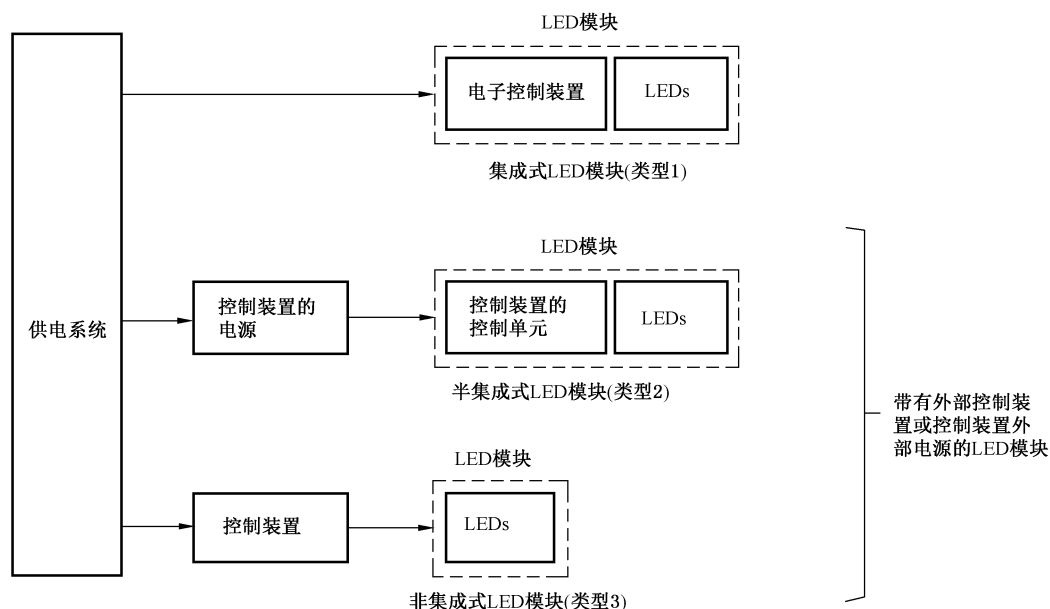 LED模块
电子控制装置
LEDs
集成式LED模块(类型1)
供电系统
控制装置的
电源
LED模块
控制装置的
控制单元
LEDs
半集成式LED模块(类型2)
控制装置
LED模块
LEDs
非集成式LED模块(类型3)
带有外部控制装
置或控制装置外
部电源的LED模块